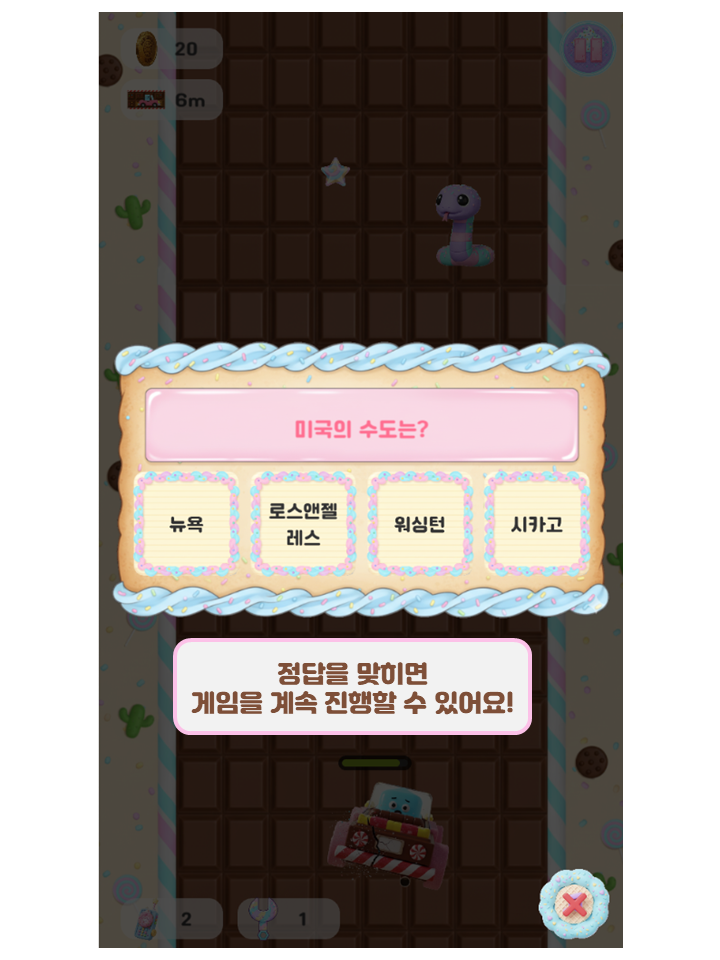 20
6m
미국의 수도는?
뉴욕
로스앤젤
레스
워싱턴
시카고
정답을 맞히면
게임을 계속 진행할 수 있어요!
2
1